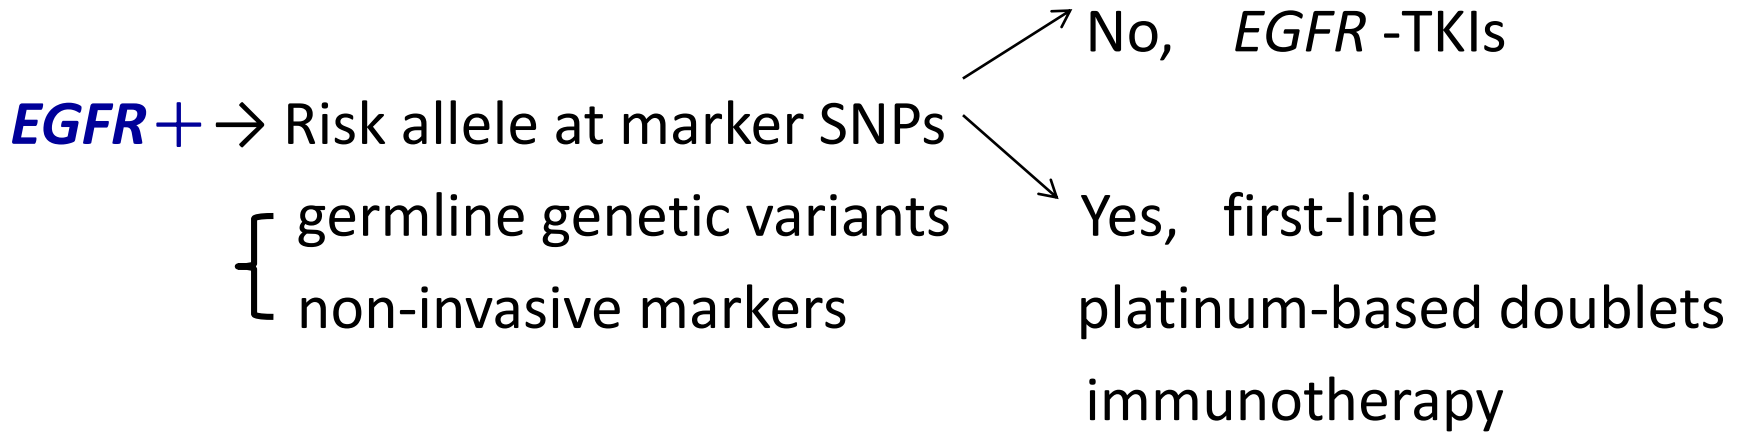 No, EGFR -TKIs
EGFR + → Risk allele at marker SNPs
germline genetic variants Yes, first-line
non-invasive markers platinum-based doublets
immunotherapy